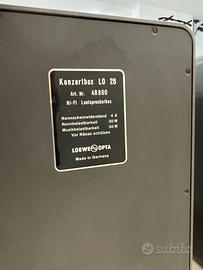 Konzertbox LO 26
Art. Nr. 48800
Hi-Fi Lautsprecherbox
Nennscheinwiderstand 4 Ω
Nennbelastbarkeit 30 W
Musikbelastbarkeit 50 W
Vor Nässe schützen
LOEWE OPTA
Made in Germany
subito